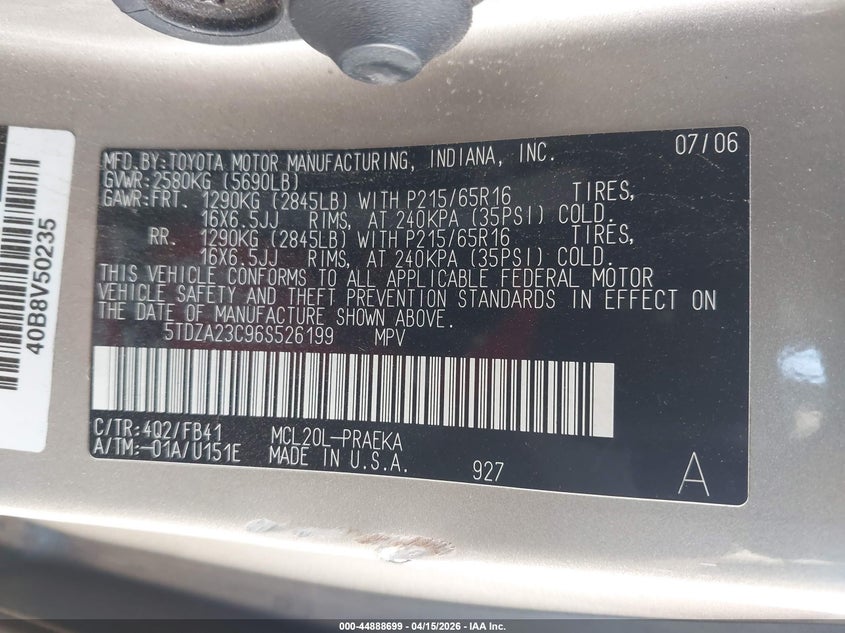 MFD. BY: TOYOTA MOTOR MANUFACTURING, INDIANA, INC. 07/06
GVWR: 2580KG (5690LB)
GAWR: FRT. 1290KG (2845LB) WITH P215/65R16 TIRES,
16X6.5JJ RIMS, AT 240KPA (35PSI) COLD.
RR. 1290KG (2845LB) WITH P215/65R16 TIRES,
16X6.5JJ RIMS, AT 240KPA (35PSI) COLD.
THIS VEHICLE CONFORMS TO ALL APPLICABLE FEDERAL MOTOR
VEHICLE SAFETY AND THEFT PREVENTION STANDARDS IN EFFECT ON
THE DATE OF MANUFACTURE SHOWN ABOVE.
5TDZA23C96S526199 MPV
C/TR: 4Q2/FB41 MCL20L-PRAEKA
A/TM:-01A/U151E MADE IN U.S.A. 927 A
40B8V50235
000-44888699 - 04/15/2026 - IAA Inc.